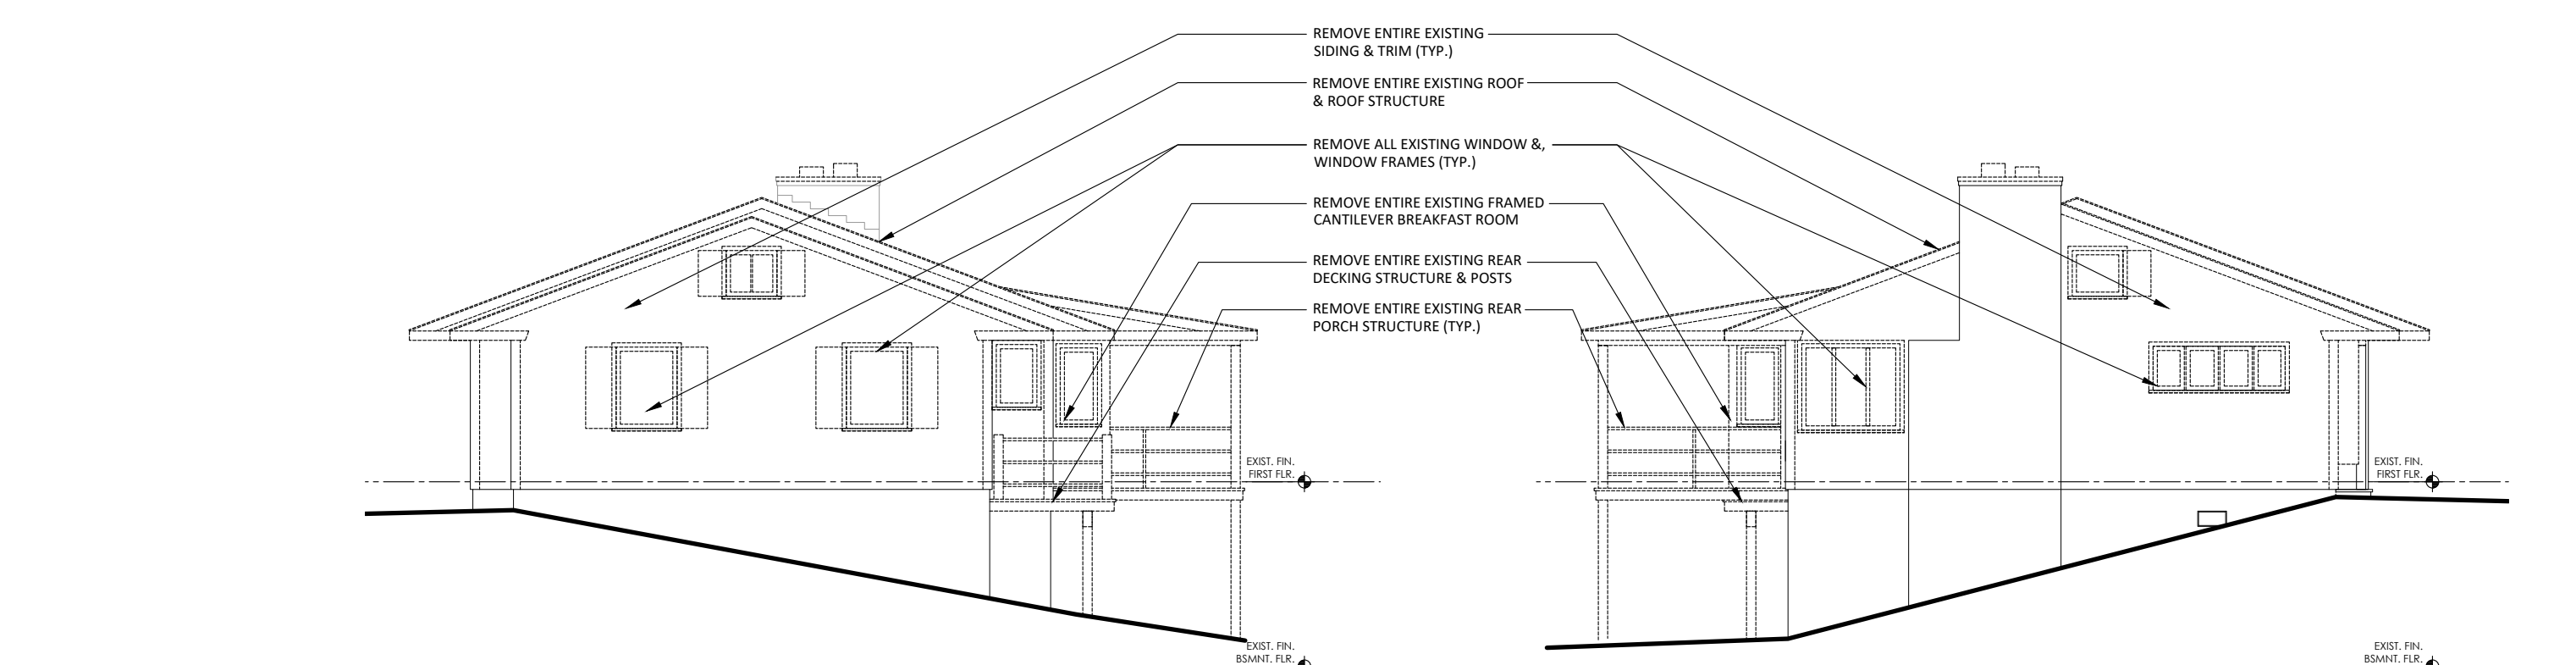 REMOVE ENTIRE EXISTING
SIDING & TRIM (TYP.)
REMOVE ENTIRE EXISTING ROOF
& ROOF STRUCTURE
REMOVE ALL EXISTING WINDOW &,
WINDOW FRAMES (TYP.)
REMOVE ENTIRE EXISTING FRAMED
CANTILEVER BREAKFAST ROOM
REMOVE ENTIRE EXISTING REAR
DECKING STRUCTURE & POSTS
REMOVE ENTIRE EXISTING REAR
PORCH STRUCTURE (TYP.)
EXIST. FIN.
FIRST FLR.
EXIST. FIN.
FIRST FLR.
EXIST. FIN.
BSMNT. FLR.
EXIST. FIN.
BSMNT. FLR.